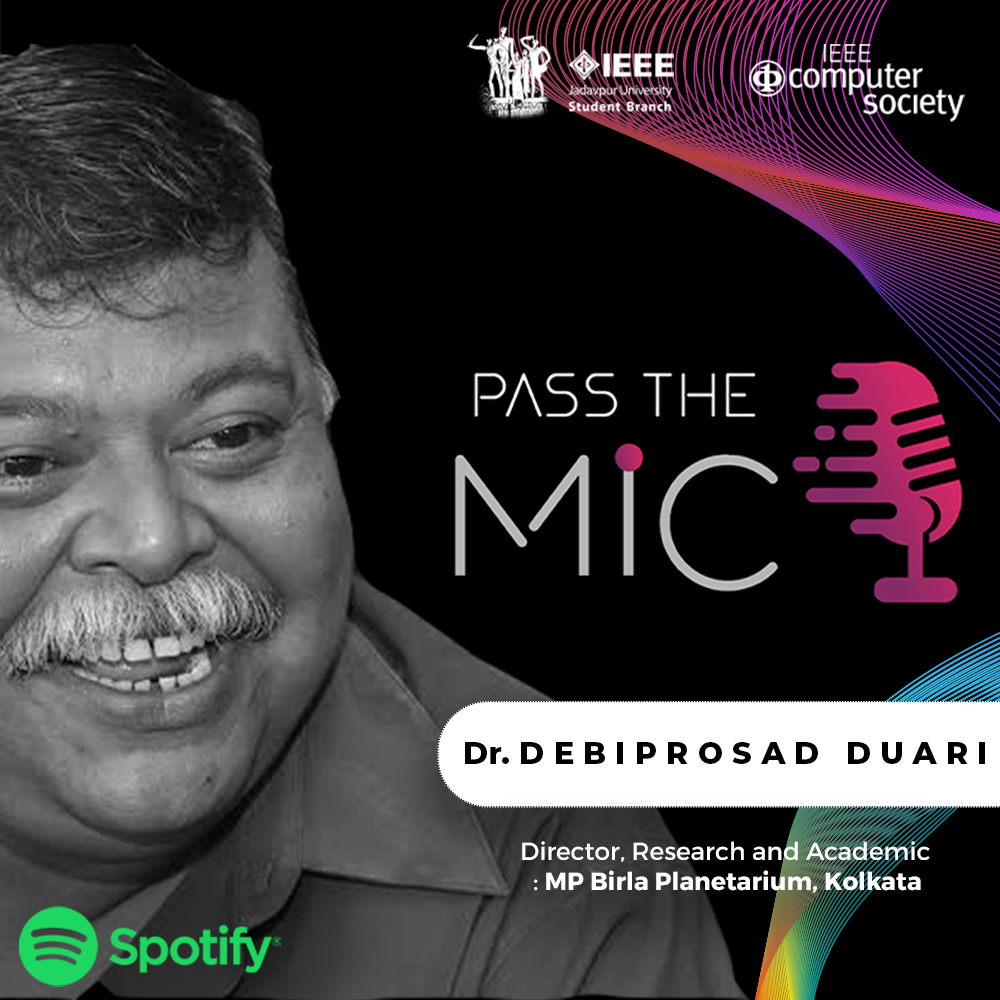 IEEE
Jadavpur University
Student Branch
IEEE
computer
society
PASS THE
MiC
Dr. DEBIPROSAD DUARI
Director, Research and Academic
: MP Birla Planetarium, Kolkata
Spotify®